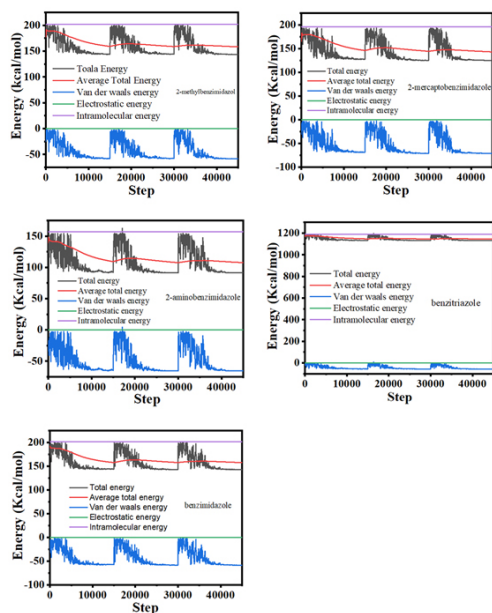 Energy (kcal/mol)
200
150
100
50
0
-50
Toala Energy
Average Total Energy
Van der waals Energy
Electrostatic energy
Intramolecular energy
2-methylbenzimidazol
0 10000 20000 30000 40000
Step
Energy (Kcal/mol)
200
150
100
50
0
-50
-100
Total energy
Average total energy
Van der Waals energy
Electrostatic energy
Intramolecular energy
2-mercaptobenzimidazole
0 10000 20000 30000 40000
Step
Energy (Kcal/mol)
150
100
50
0
-50
Total energy
Average total energy
Van der waals energy
Electrostatic energy
Intramolecular energy
2-aminobenzimidazole
0 10000 20000 30000 40000
Step
Energy (Kcal/mol)
1200
1000
800
600
400
200
0
Total energy
Average total energy
Van der waals energy
Electrostatic energy
Intramolecular energy
benzitriazole
0 10000 20000 30000 40000
Step
Energy (Kcal/mol)
200
150
100
50
0
-50
-100
Total energy
Average total energy
Van der Waals energy
Electrostatic energy
Intramolecular energy
benzimidazole
0 10000 20000 30000 40000
Step